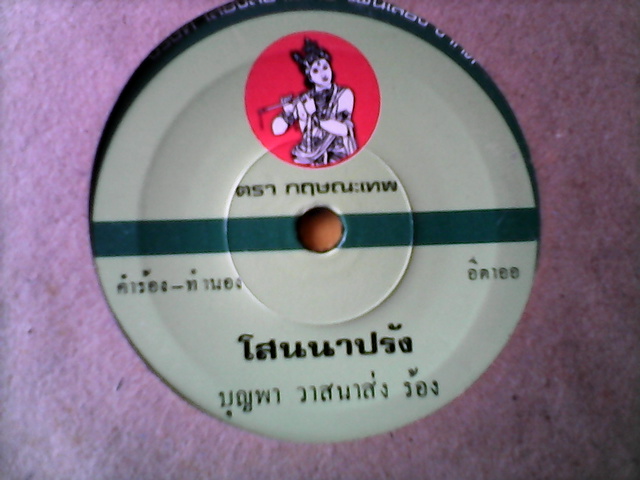 ตรา กฤษณะเทพ
คำร้อง-ทำนอง
อิดาออ
โสนนาปรัง
บุญพา วาสนาส่ง ร้อง